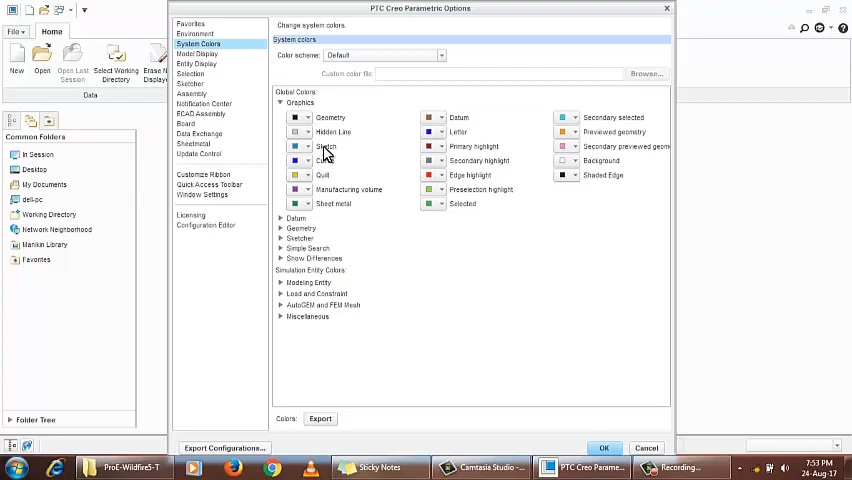 PTC Creo Parametric Options
File
Home
New
Open
Open Last Session
Select Working Directory
Erase Not Displayed
Data
Common Folders
In Session
Desktop
My Documents
dell-pc
Working Directory
Network Neighborhood
Manikin Library
Favorites
Folder Tree
Favorites
Environment
System Colors
Model Display
Entity Display
Selection
Sketcher
Assembly
Notification Center
ECAD Assembly
Board
Data Exchange
Sheetmetal
Update Control
Customize Ribbon
Quick Access Toolbar
Window Settings
Licensing
Configuration Editor
Change system colors.
System colors
Color scheme: Default
Custom color file: Browse...
Global Colors:
Graphics
Geometry Datum Secondary selected
Hidden Line Letter Previewed geometry
Sketch Primary highlight Secondary previewed geom
Secondary highlight Background
Quilt Edge highlight Shaded Edge
Manufacturing volume Preselection highlight
Sheet metal Selected
Datum
Geometry
Sketcher
Simple Search
Show Differences
Simulation Entity Colors:
Modeling Entity
Load and Constraint
AutoGEM and FEM Mesh
Miscellaneous
Colors: Export
Export Configurations... OK Cancel
ProE-Wildfire5-T Sticky Notes Camtasia Studio -... PTC Creo Parame... Recording...
7:53 PM
24-Aug-17